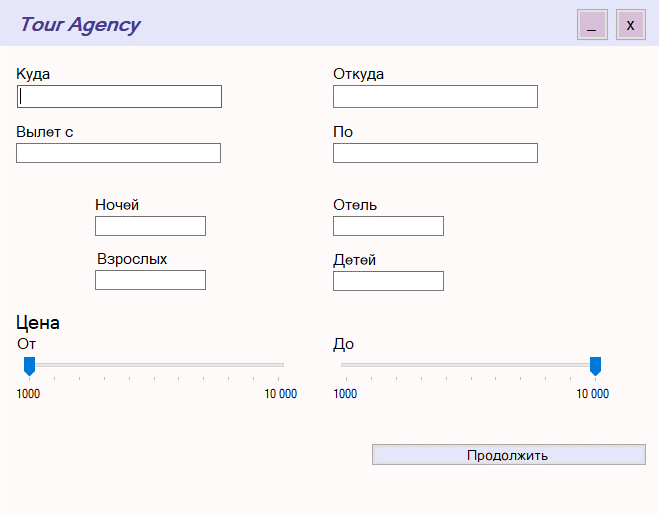 Tour Agency _ x
Куда Откуда
Вылет с По
Ночей Отель
Взрослых Детей
Цена
От До
1000 10 000 1000 10 000
Продолжить